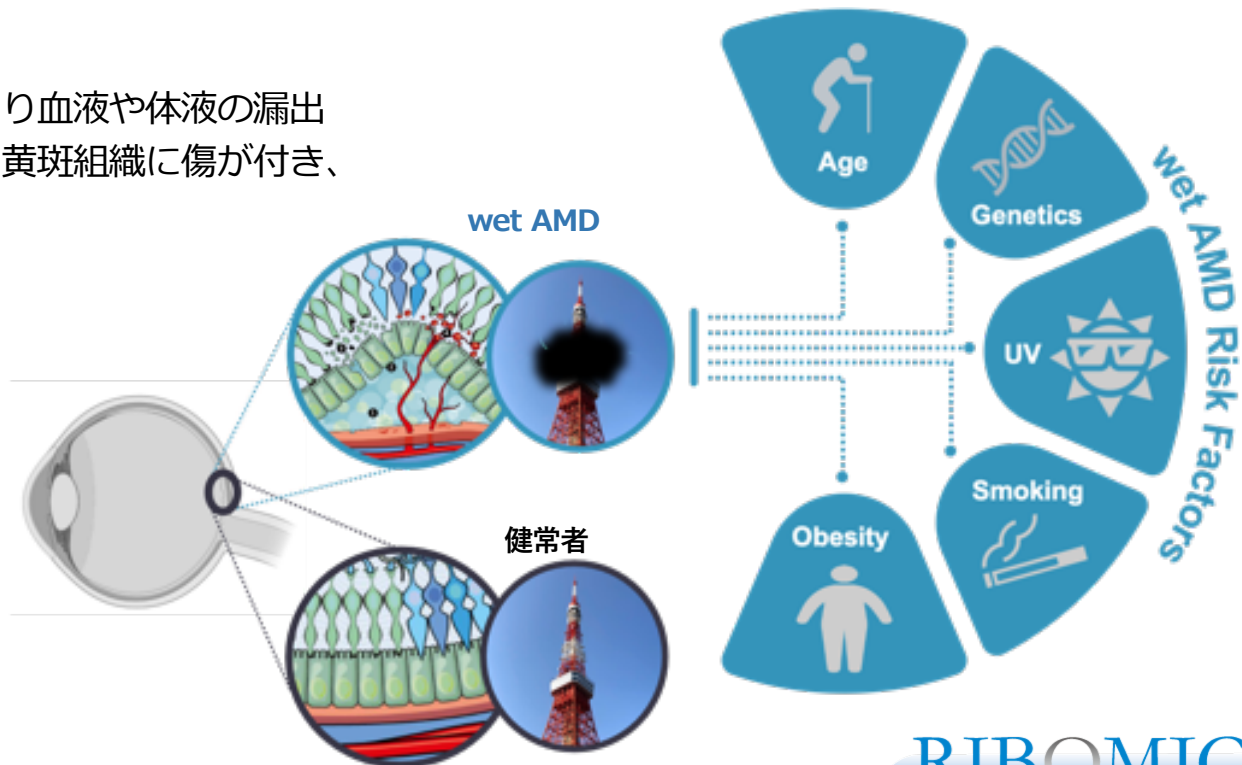 り血液や体液の漏出
黄斑組織に傷が付き、
wet AMD
健常者
Age
Genetics
UV
Smoking
Obesity
wet AMD Risk Factors
RIBOMIC